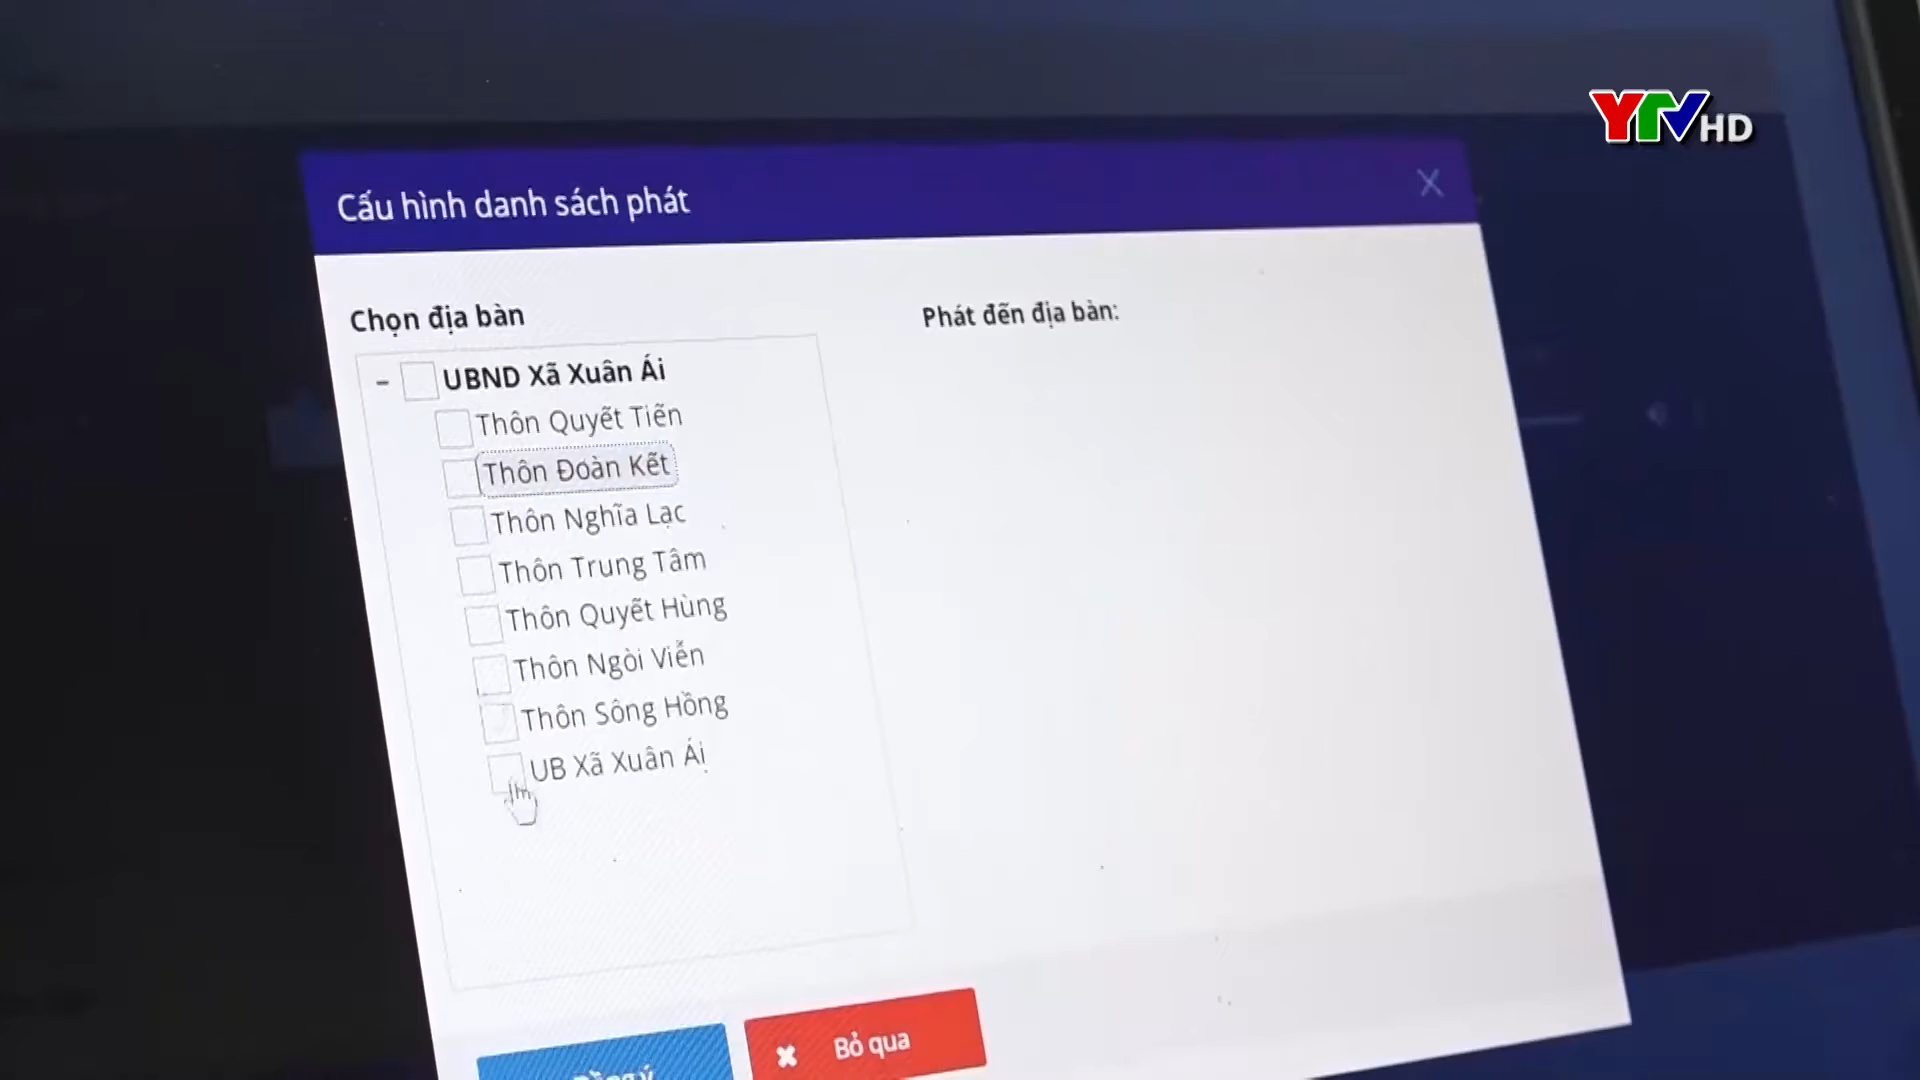 YTV HD
Cấu hình danh sách phát
X
Chọn địa bàn
Phát đến địa bàn:
UBND Xã Xuân Ái
Thôn Quyết Tiến
Thôn Đoàn Kết
Thôn Nghĩa Lạc
Thôn Trung Tâm
Thôn Quyết Hùng
Thôn Ngòi Viễn
Thôn Sông Hồng
UB Xã Xuân Ái
Đồng ý
Bỏ qua